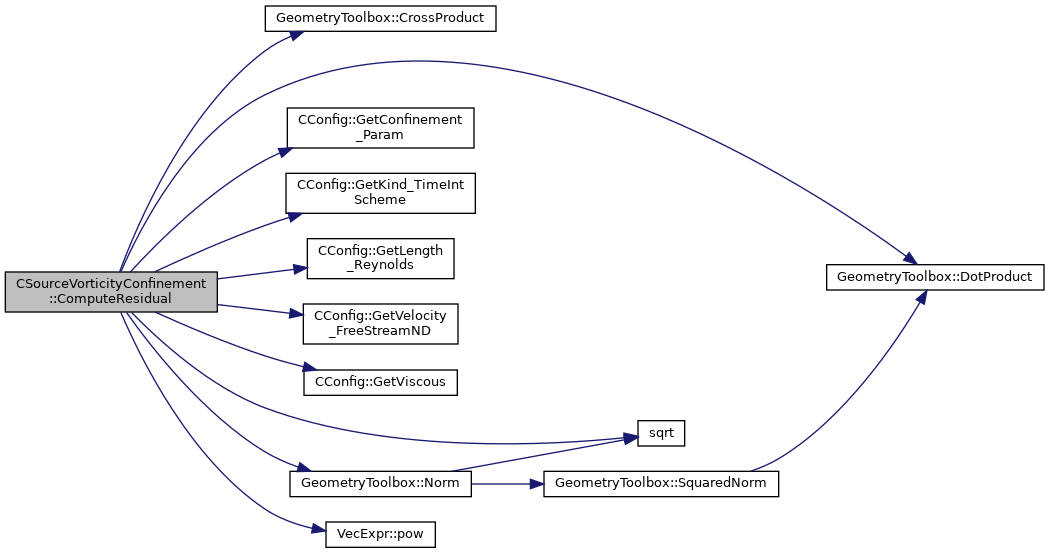 GeometryToolbox::CrossProduct
CConfig::GetConfinement
_Param
CConfig::GetKind_TimeInt
Scheme
CConfig::GetLength
_Reynolds
CSourceVorticityConfinement
::ComputeResidual
GeometryToolbox::DotProduct
CConfig::GetVelocity
_FreeStreamND
CConfig::GetViscous
sqrt
GeometryToolbox::Norm
GeometryToolbox::SquaredNorm
VecExpr::pow